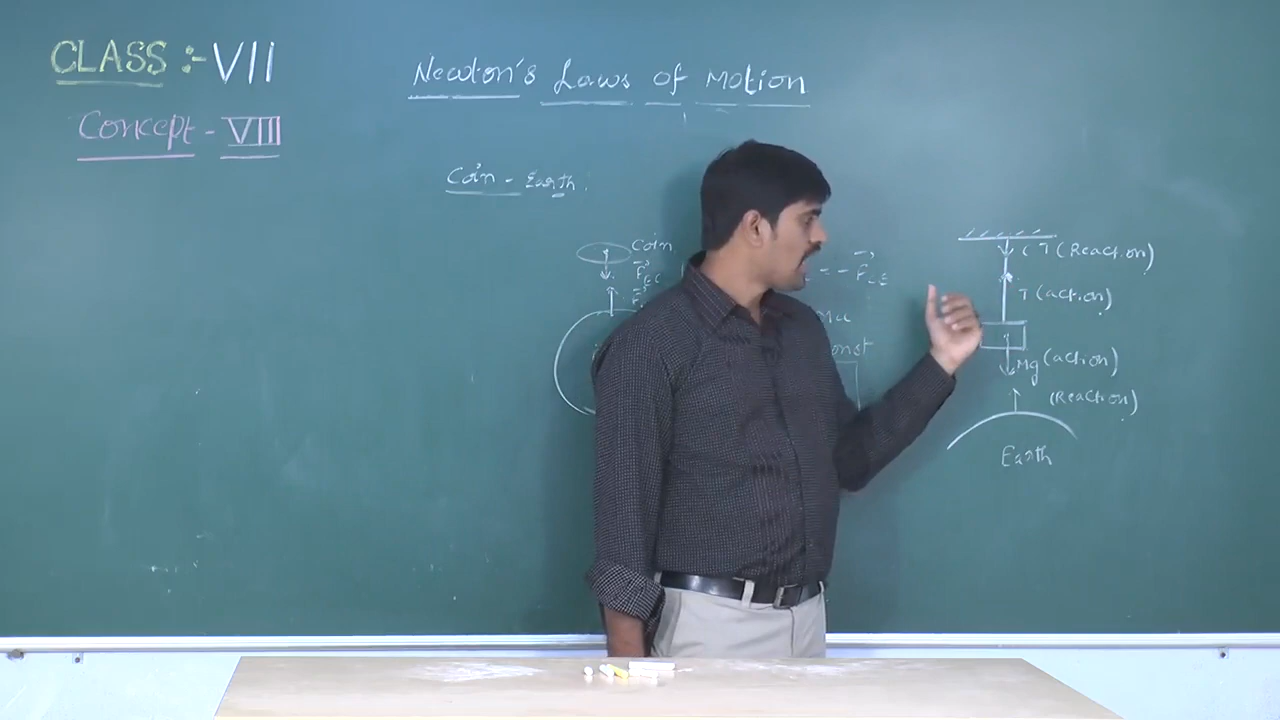 CLASS :- VII
Newton's Laws of Motion
Concept - VIII
Coin - Earth
Coin
T (Reaction)
T (action)
Mg (action)
(Reaction)
Earth